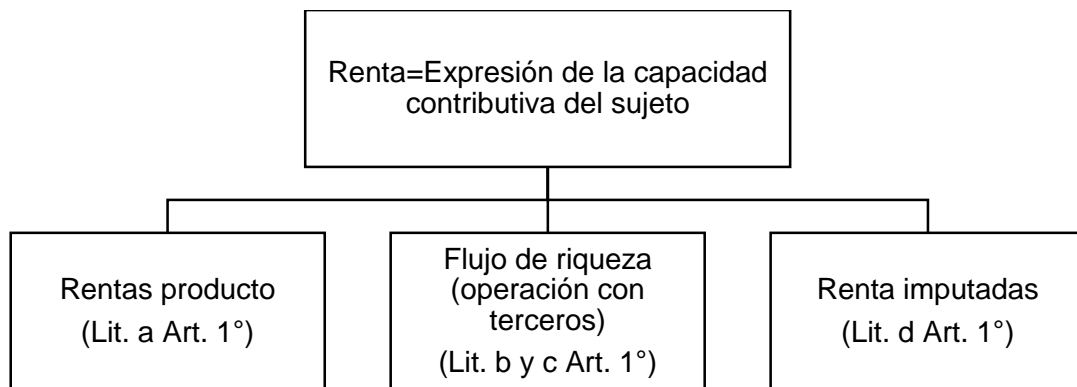 Renta=Expresión de la capacidad
contributiva del sujeto
Rentas producto
(Lit. a Art. 1°)
Flujo de riqueza
(operación con
terceros)
(Lit. b y c Art. 1°)
Renta imputadas
(Lit. d Art. 1°)